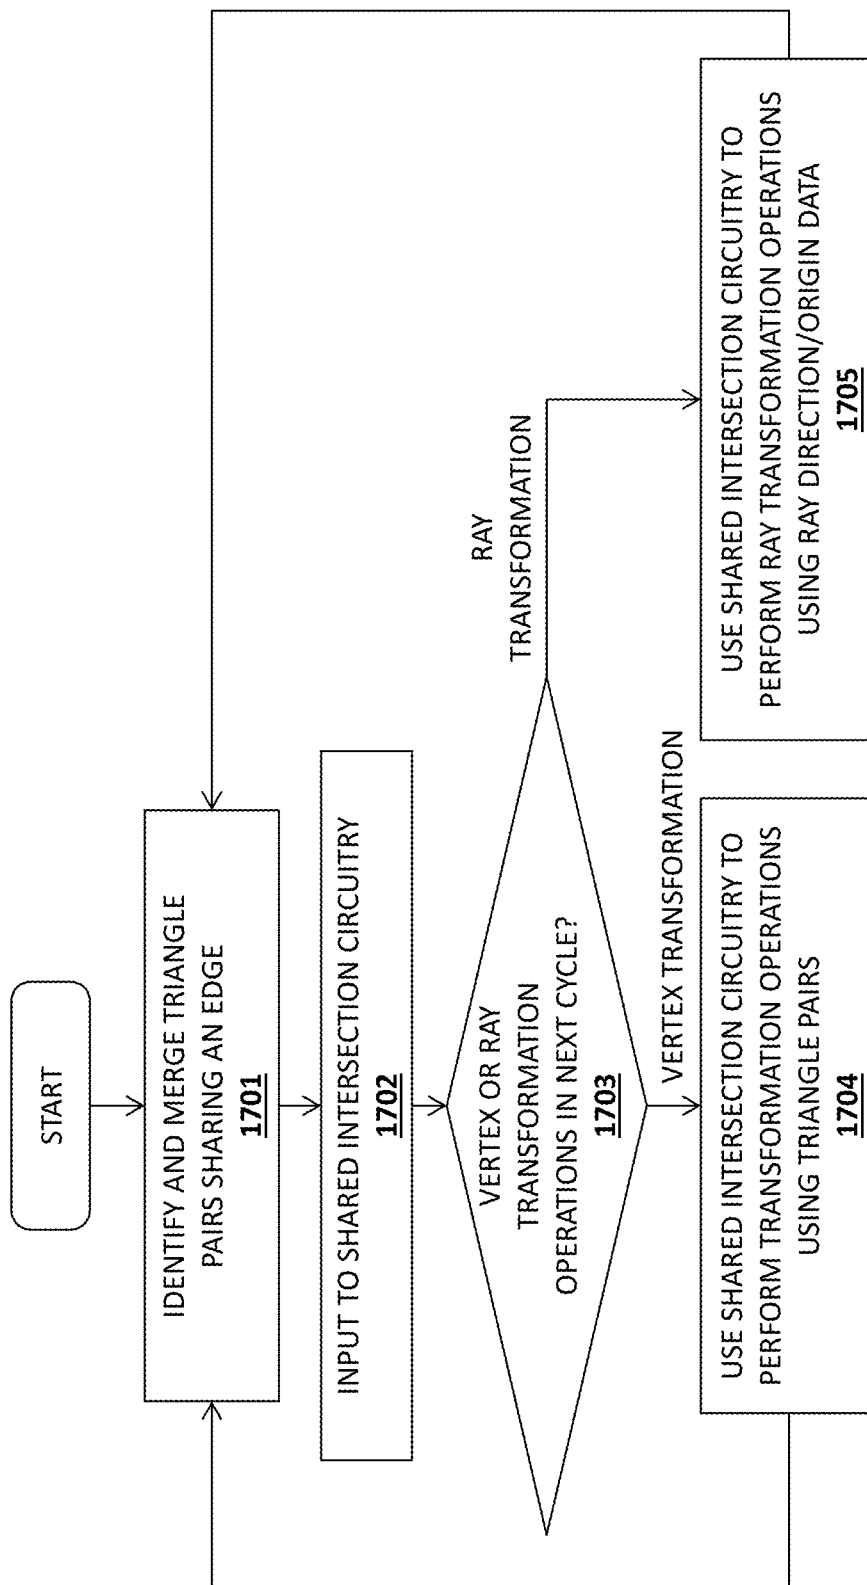 START
IDENTIFY AND MERGE TRIANGLE
PAIRS SHARING AN EDGE
1701
INPUT TO SHARED INTERSECTION CIRCUITRY
1702
VERTEX OR RAY
TRANSFORMATION
OPERATIONS IN NEXT CYCLE?
1703
RAY
TRANSFORMATION
VERTEX TRANSFORMATION
USE SHARED INTERSECTION CIRCUITRY TO
PERFORM TRANSFORMATION OPERATIONS
USING TRIANGLE PAIRS
1704
USE SHARED INTERSECTION CIRCUITRY TO
PERFORM RAY TRANSFORMATION OPERATIONS
USING RAY DIRECTION/ORIGIN DATA
1705